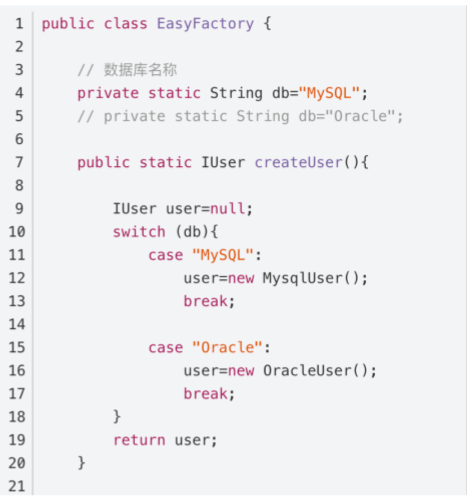 1 public class EasyFactory {
2
3 // 数据库名称
4 private static String db="MySQL";
5 // private static String db="Oracle";
6
7 public static IUser createUser(){
8
9 IUser user=null;
10 switch (db){
11 case "MySQL":
12 user=new MysqlUser();
13 break;
14
15 case "Oracle":
16 user=new OracleUser();
17 break;
18 }
19 return user;
20 }
21